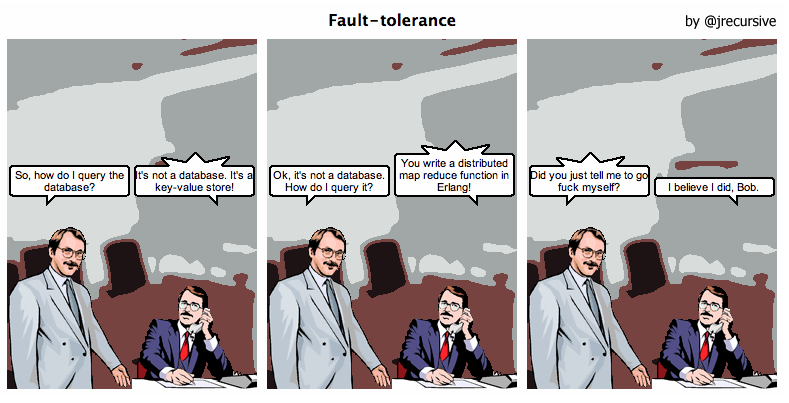 Fault-tolerance
by @jrecursive
So, how do I query the
database?
It's not a database. It's a
key-value store!
Ok, it's not a database.
How do I query it?
You write a distributed
map reduce function in
Erlang!
Did you just tell me to go
fuck myself?
I believe I did, Bob.